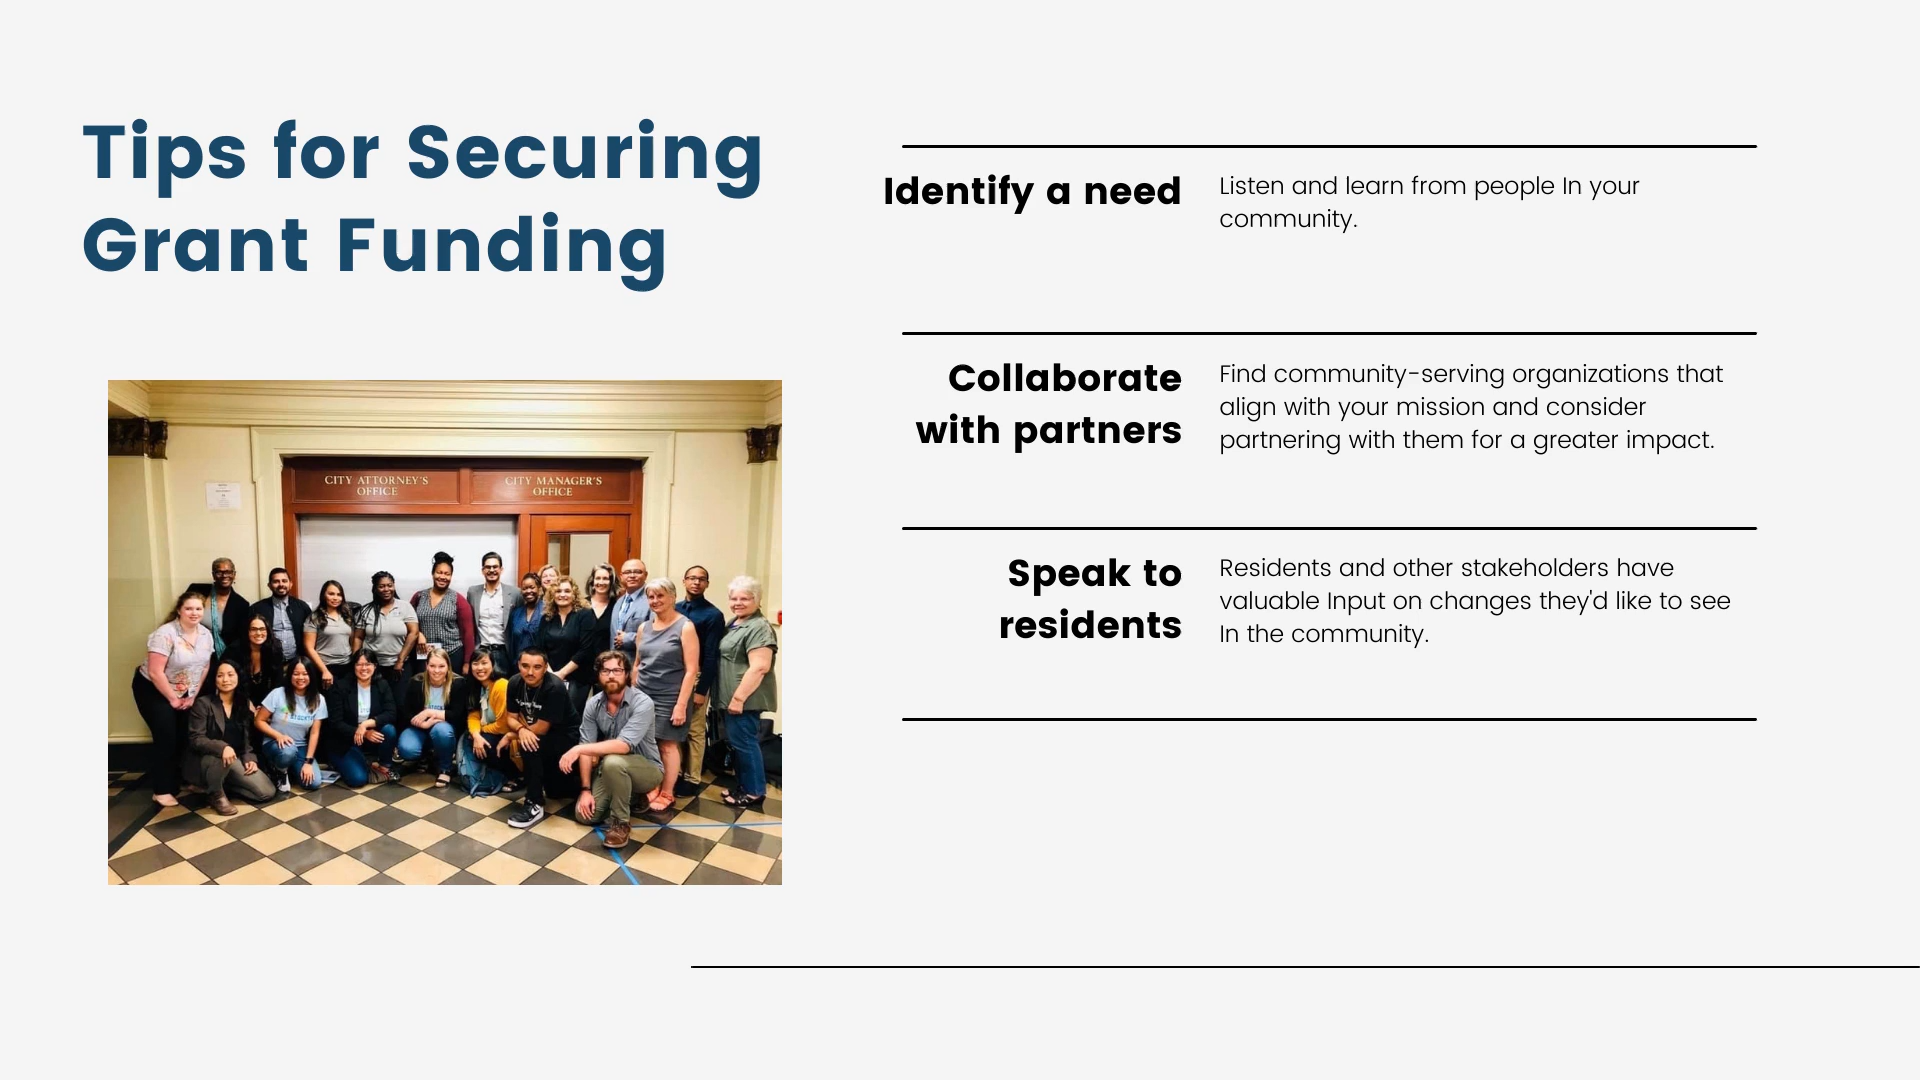 Tips for Securing
Grant Funding
Identify a need
Listen and learn from people In your
community.
Collaborate
with partners
Find community-serving organizations that
align with your mission and consider
partnering with them for a greater impact.
Speak to
residents
Residents and other stakeholders have
valuable Input on changes they'd like to see
In the community.
CITY ATTORNEY'S
OFFICE
CITY MANAGER'S
OFFICE